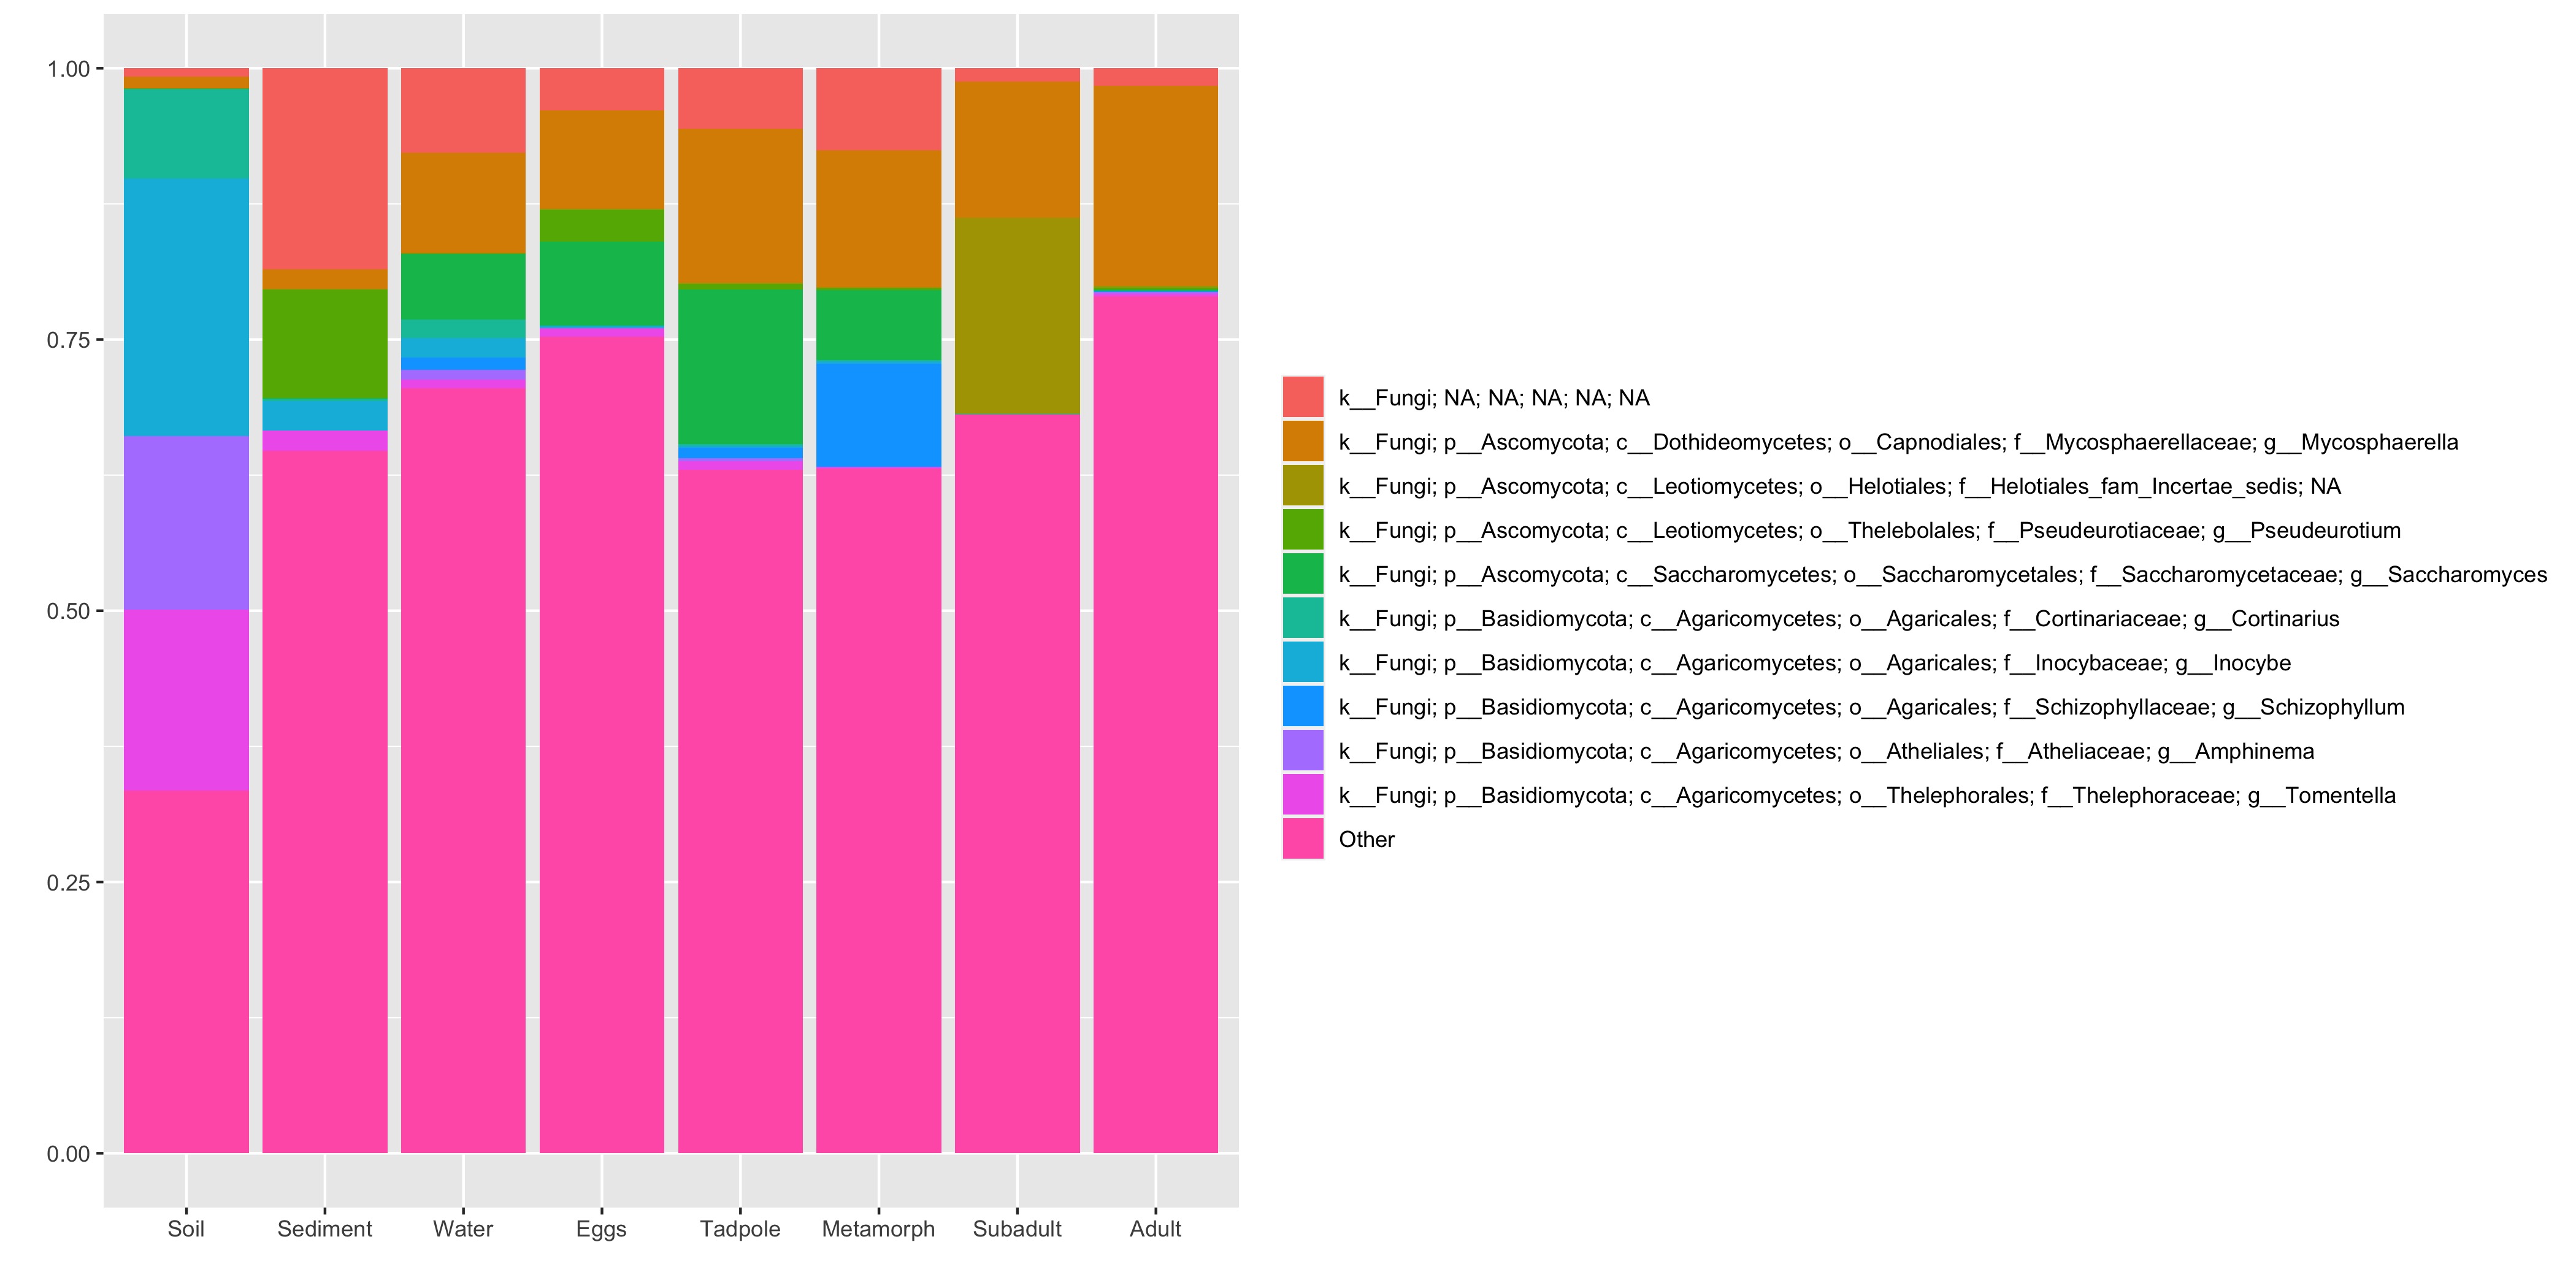 1.00
0.75
0.50
0.25
0.00
Soil Sediment Water Eggs Tadpole Metamorph Subadult Adult
k__Fungi; NA; NA; NA; NA; NA
k__Fungi; p__Ascomycota; c__Dothideomycetes; o__Capnodiales; f__Mycosphaerellaceae; g__Mycosphaerella
k__Fungi; p__Ascomycota; c__Leotiomycetes; o__Helotiales; f__Helotiales_fam_Incertae_sedis; NA
k__Fungi; p__Ascomycota; c__Leotiomycetes; o__Thelebolales; f__Pseudeurotiaceae; g__Pseudeurotium
k__Fungi; p__Ascomycota; c__Saccharomycetes; o__Saccharomycetales; f__Saccharomycetaceae; g__Saccharomyces
k__Fungi; p__Basidiomycota; c__Agaricomycetes; o__Agaricales; f__Cortinariaceae; g__Cortinarius
k__Fungi; p__Basidiomycota; c__Agaricomycetes; o__Agaricales; f__Inocybaceae; g__Inocybe
k__Fungi; p__Basidiomycota; c__Agaricomycetes; o__Agaricales; f__Schizophyllaceae; g__Schizophyllum
k__Fungi; p__Basidiomycota; c__Agaricomycetes; o__Atheliales; f__Atheliaceae; g__Amphinema
k__Fungi; p__Basidiomycota; c__Agaricomycetes; o__Thelephorales; f__Thelephoraceae; g__Tomentella
Other